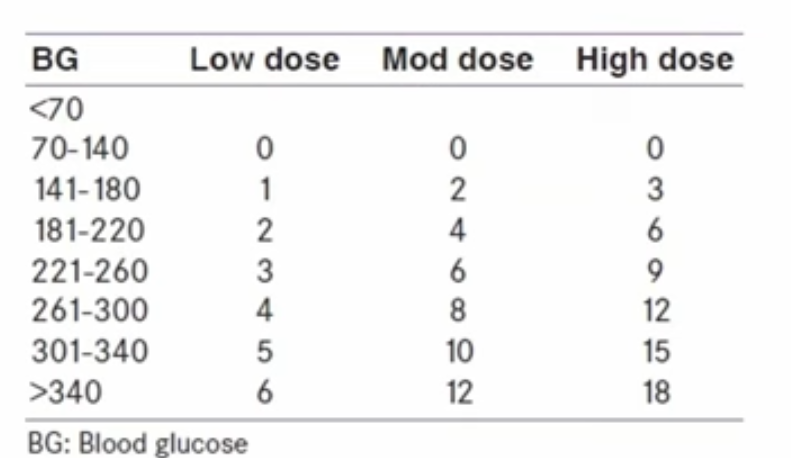 BG Low dose Mod dose High dose
<70
70-140 0 0 0
141-180 1 2 3
181-220 2 4 6
221-260 3 6 9
261-300 4 8 12
301-340 5 10 15
>340 6 12 18
BG: Blood glucose